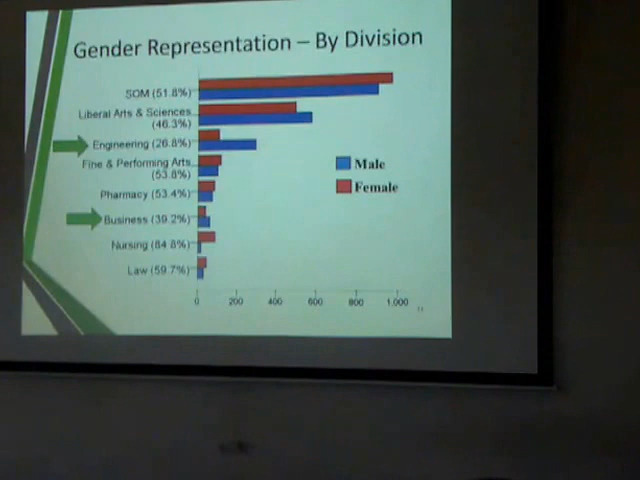 Gender Representation – By Division
SOM (51.8%)
Liberal Arts & Sciences
(46.3%)
Engineering (26.8%)
Fine & Performing Arts
(53.8%)
Pharmacy (53.4%)
Business (39.2%)
Nursing (84.8%)
Law (59.7%)
Male
Female
0 200 400 600 800 1,000